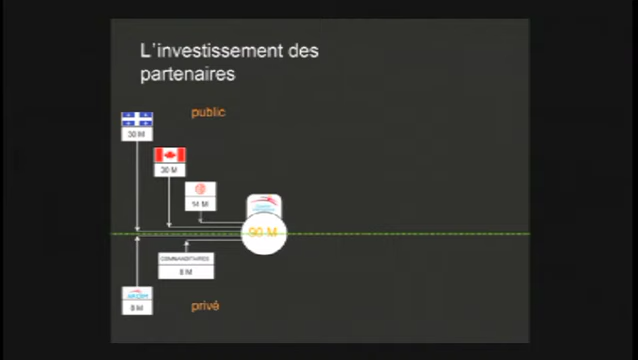 L'investissement des
partenaires
public
30 M
30 M
14 M
90 M
COMMANDITAIRES
8 M
8 M
privé